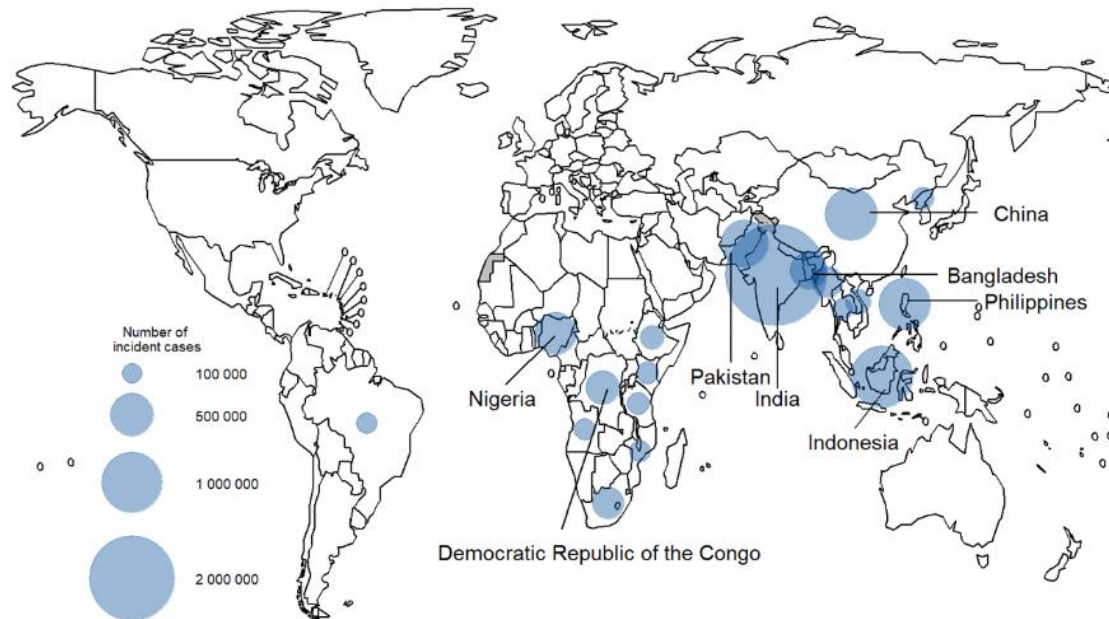 China
Bangladesh
Philippines
Number of
incident cases
100 000
500 000
1 000 000
2 000 000
Nigeria
Pakistan
India
Indonesia
Democratic Republic of the Congo